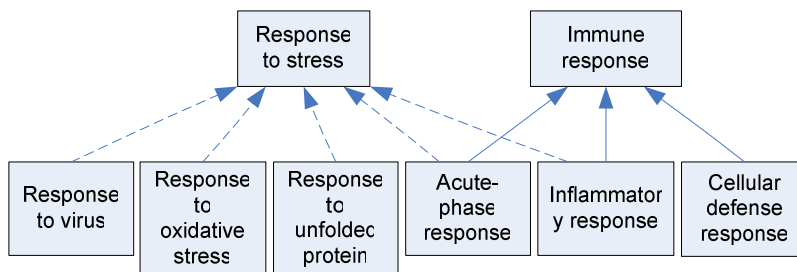 Response
to stress
Immune
response
Response
to virus
Response
to
oxidative
stress
Response
to
unfolded
protein
Acute-
phase
response
Inflammator
y response
Cellular
defense
response